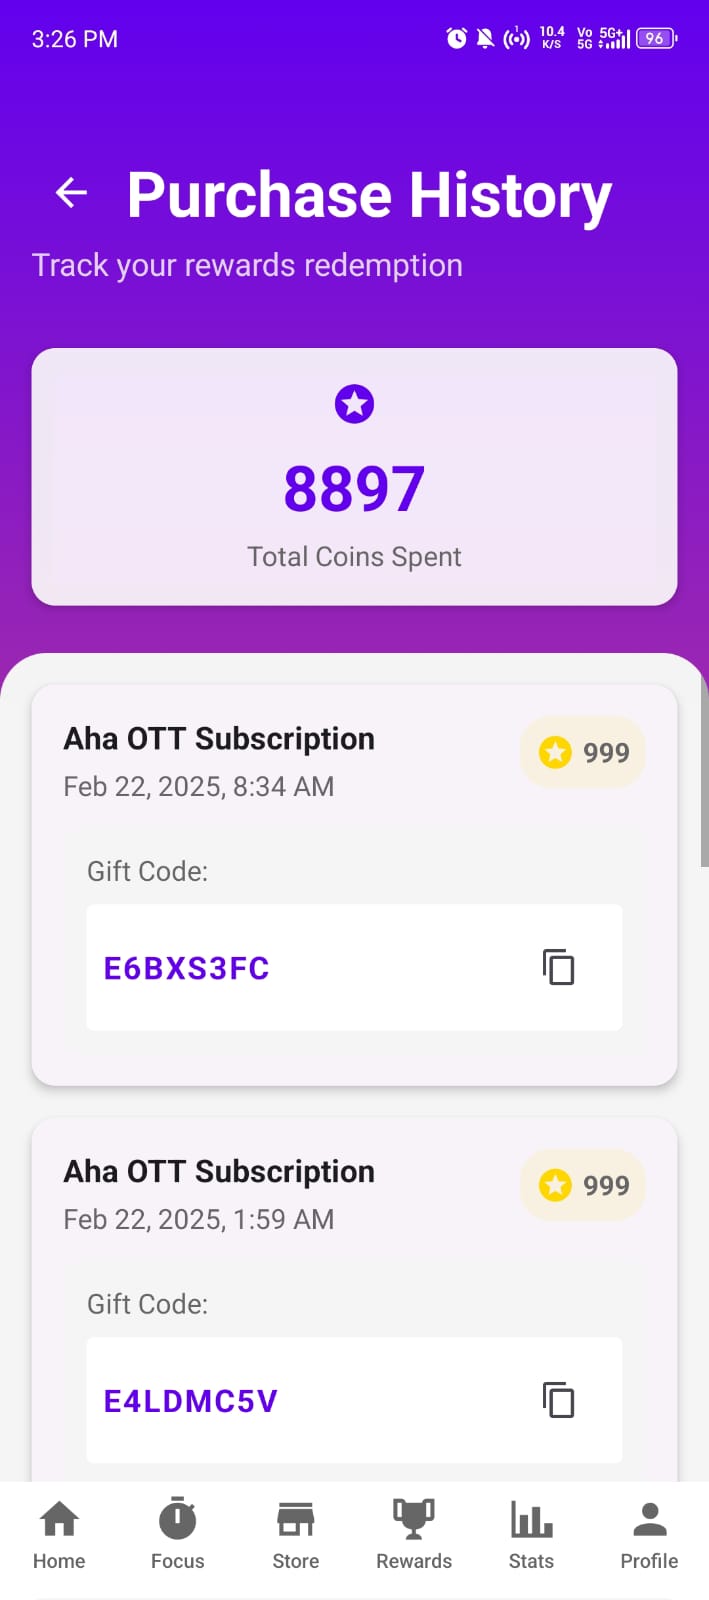 3:26 PM
1
10.4 K/S Vo 5G 5G+ 96
Purchase History
Track your rewards redemption
8897
Total Coins Spent
Aha OTT Subscription
999
Feb 22, 2025, 8:34 AM
Gift Code:
E6BXS3FC
Aha OTT Subscription
999
Feb 22, 2025, 1:59 AM
Gift Code:
E4LDMC5V
Home Focus Store Rewards Stats Profile